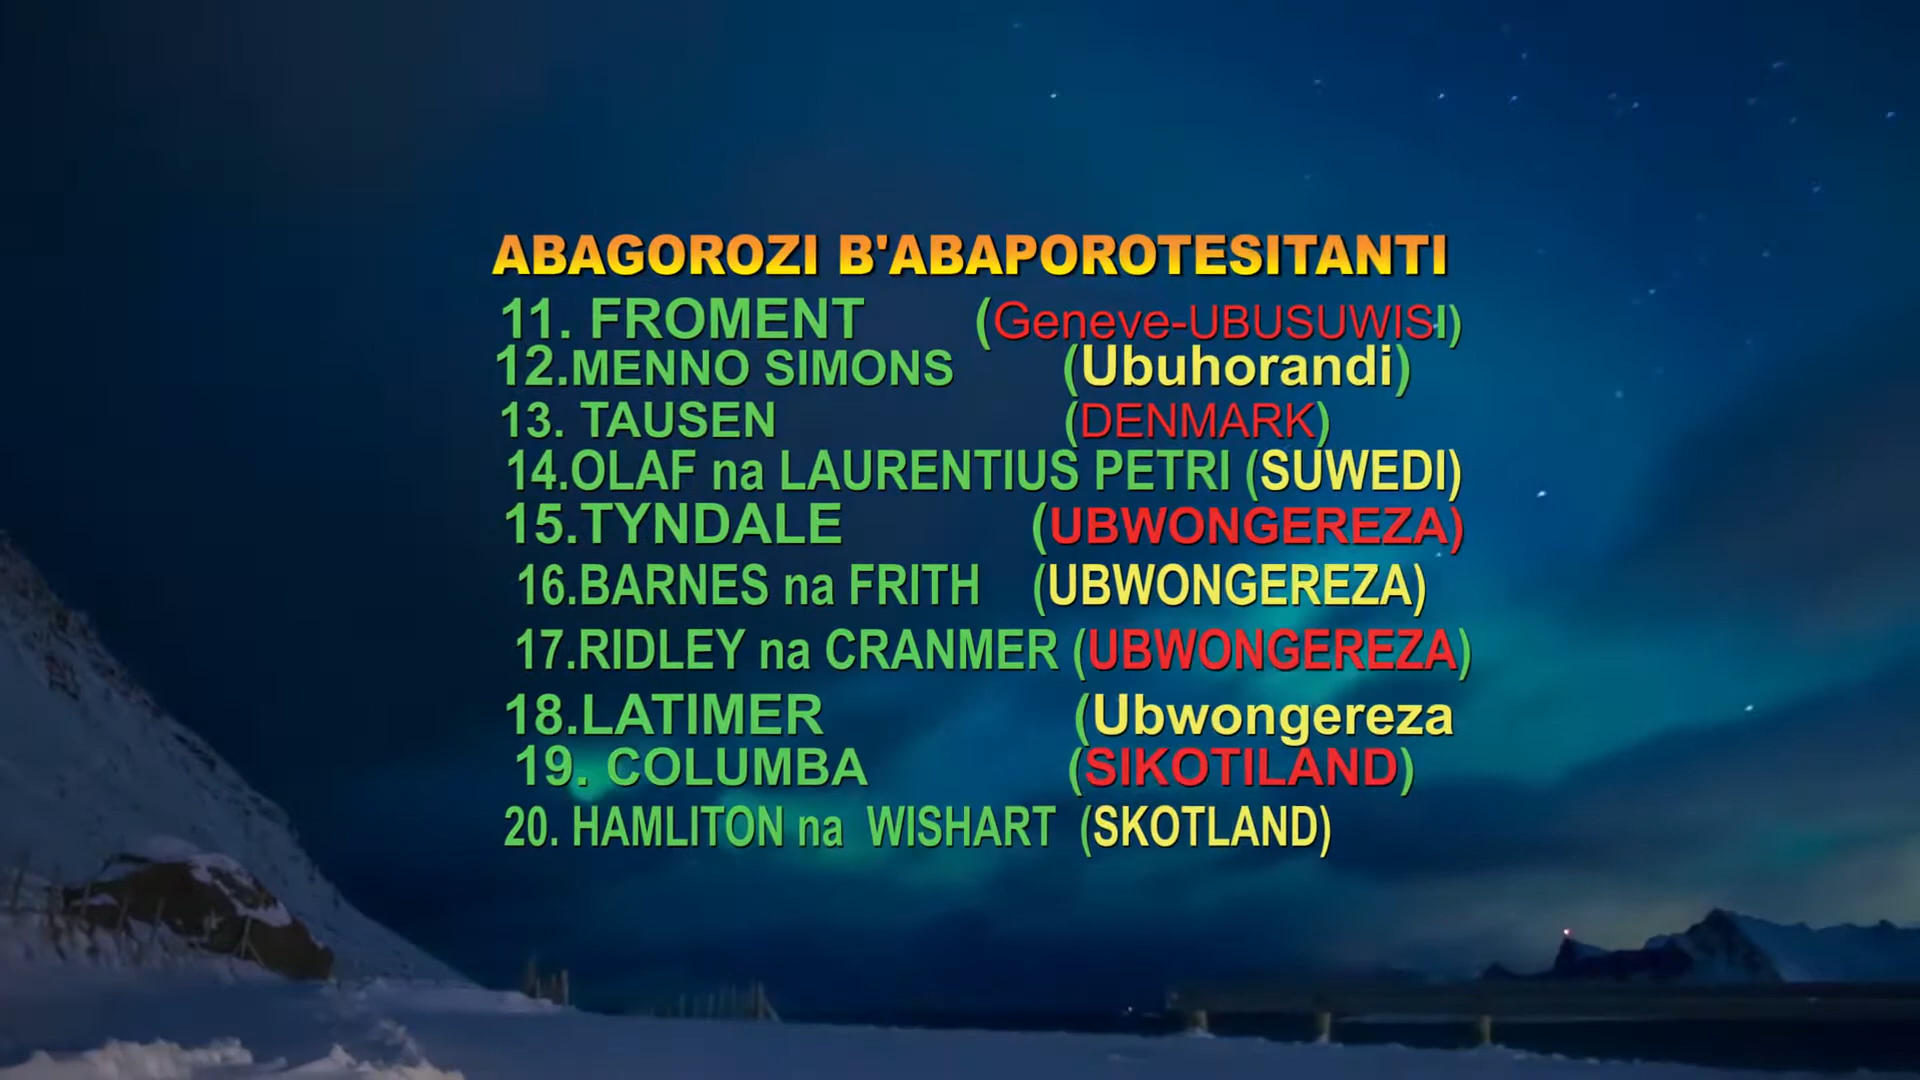 ABAGOROZI B'ABAPOROTESITANTI
11. FROMENT (Geneve-UBUSUWISI)
12.MENNO SIMONS (Ubuhorandi)
13. TAUSEN (DENMARK)
14.OLAF na LAURENTIUS PETRI (SUWEDI)
15.TYNDALE (UBWONGEREZA)
16.BARNES na FRITH (UBWONGEREZA)
17.RIDLEY na CRANMER (UBWONGEREZA)
18.LATIMER (Ubwongereza
19. COLUMBA (SIKOTILAND)
20. HAMLITON na WISHART (SKOTLAND)